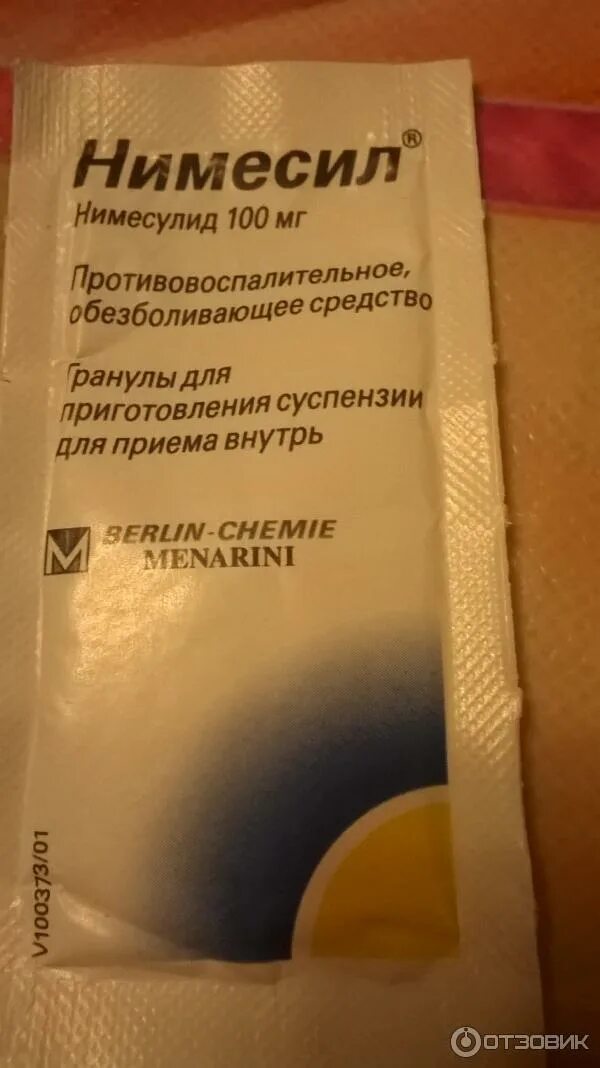 Нимесил®
Нимесулид 100 мг
Противовоспалительное,
обезболивающее средство
Гранулы для
приготовления суспензии
для приема внутрь
BERLIN-CHEMIE
MENARINI
V100373/01
ОТЗОВИК